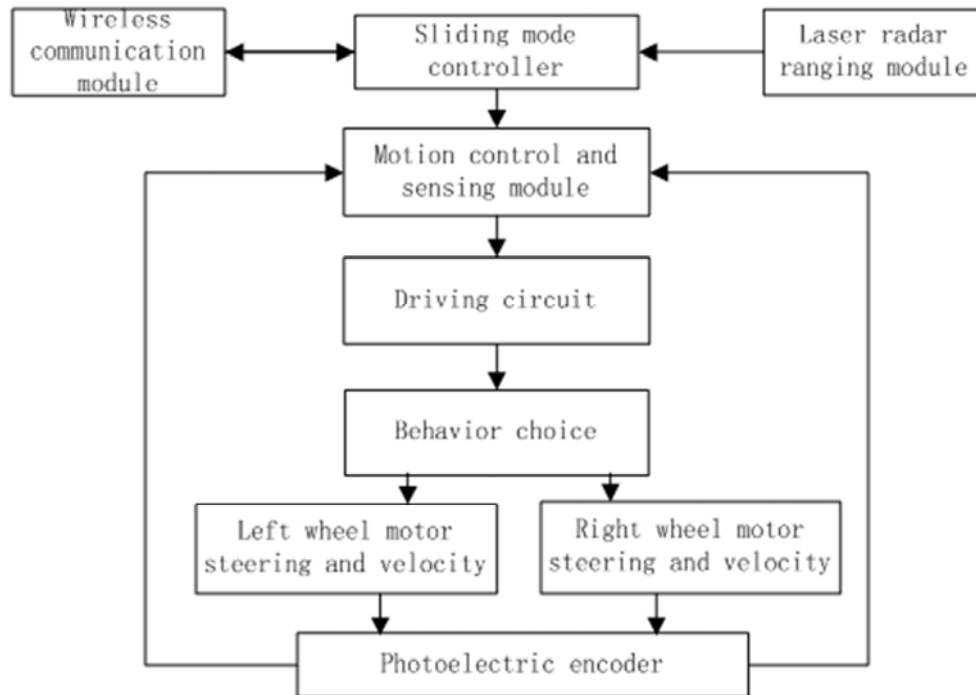 Wireless
communication
module
Sliding mode
controller
Laser radar
ranging module
Motion control and
sensing module
Driving circuit
Behavior choice
Left wheel motor
steering and velocity
Right wheel motor
steering and velocity
Photoelectric encoder